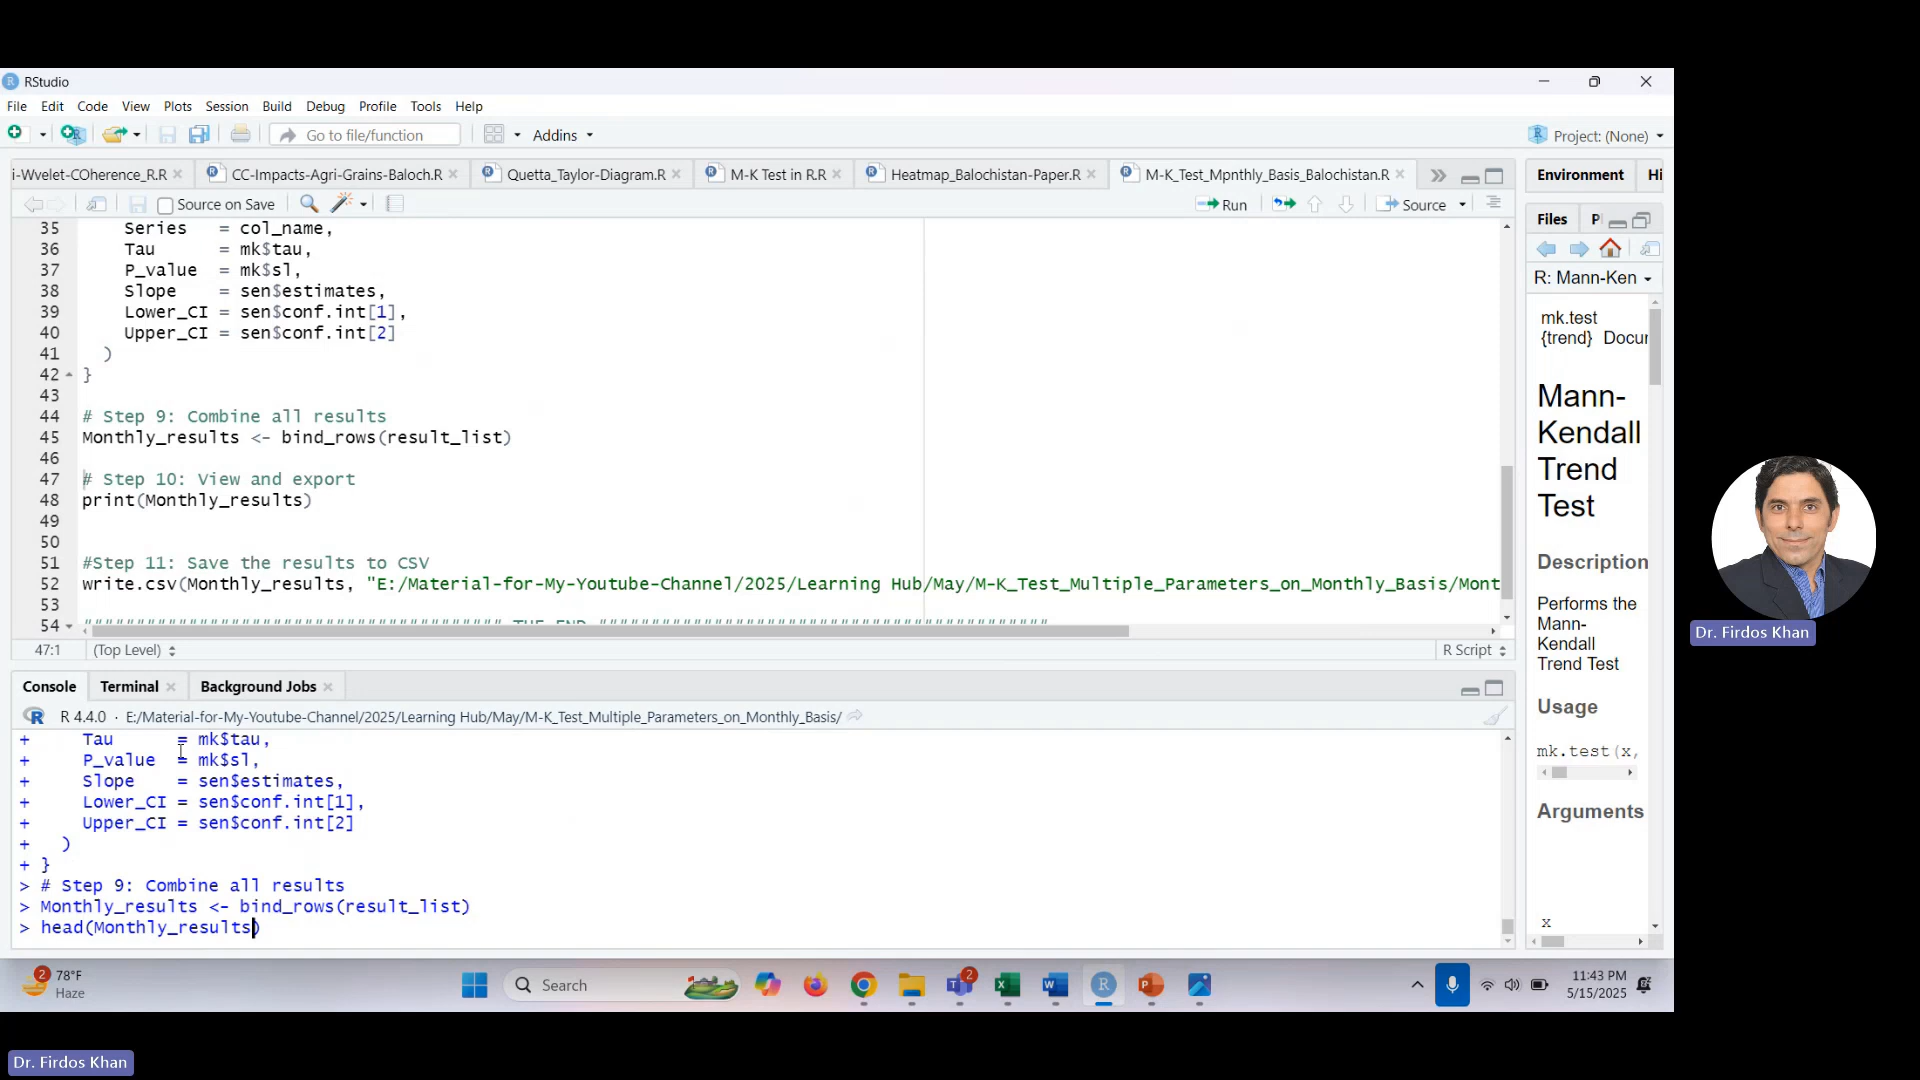 RStudio
File Edit Code View Plots Session Build Debug Profile Tools Help
Go to file/function Addins Project: (None)
i-Wvelet-COherence_R.R CC-Impacts-Agri-Grains-Baloch.R Quetta_Taylor-Diagram.R M-K Test in R.R Heatmap_Balochistan-Paper.R M-K_Test_Mpnthly_Basis_Balochistan.R
Source on Save Run Source
35 Series = col_name,
36 Tau = mk$tau,
37 P_value = mk$sl,
38 Slope = sen$estimates,
39 Lower_CI = sen$conf.int[1],
40 Upper_CI = sen$conf.int[2]
41 )
42 }
43
44 # Step 9: Combine all results
45 Monthly_results <- bind_rows(result_list)
46
47 # Step 10: View and export
48 print(Monthly_results)
49
50
51 #Step 11: Save the results to CSV
52 write.csv(Monthly_results, "E:/Material-for-My-Youtube-Channel/2025/Learning Hub/May/M-K_Test_Multiple_Parameters_on_Monthly_Basis/Mont
53
54 ######################################## THE END ###########################################
47:1 (Top Level) R Script
Console Terminal Background Jobs
R 4.4.0 · E:/Material-for-My-Youtube-Channel/2025/Learning Hub/May/M-K_Test_Multiple_Parameters_on_Monthly_Basis/
+ Tau = mk$tau,
+ P_value = mk$sl,
+ Slope = sen$estimates,
+ Lower_CI = sen$conf.int[1],
+ Upper_CI = sen$conf.int[2]
+ )
+ }
> # Step 9: Combine all results
> Monthly_results <- bind_rows(result_list)
> head(Monthly_results)
Environment Hi
Files Pl
R: Mann-Ken
mk.test
{trend} Docur
Mann-
Kendall
Trend
Test
Description
Performs the
Mann-
Kendall
Trend Test
Usage
mk.test(x,
Arguments
x
2
78°F
Haze
Search
2
11:43 PM
5/15/2025
Dr. Firdos Khan
Dr. Firdos Khan